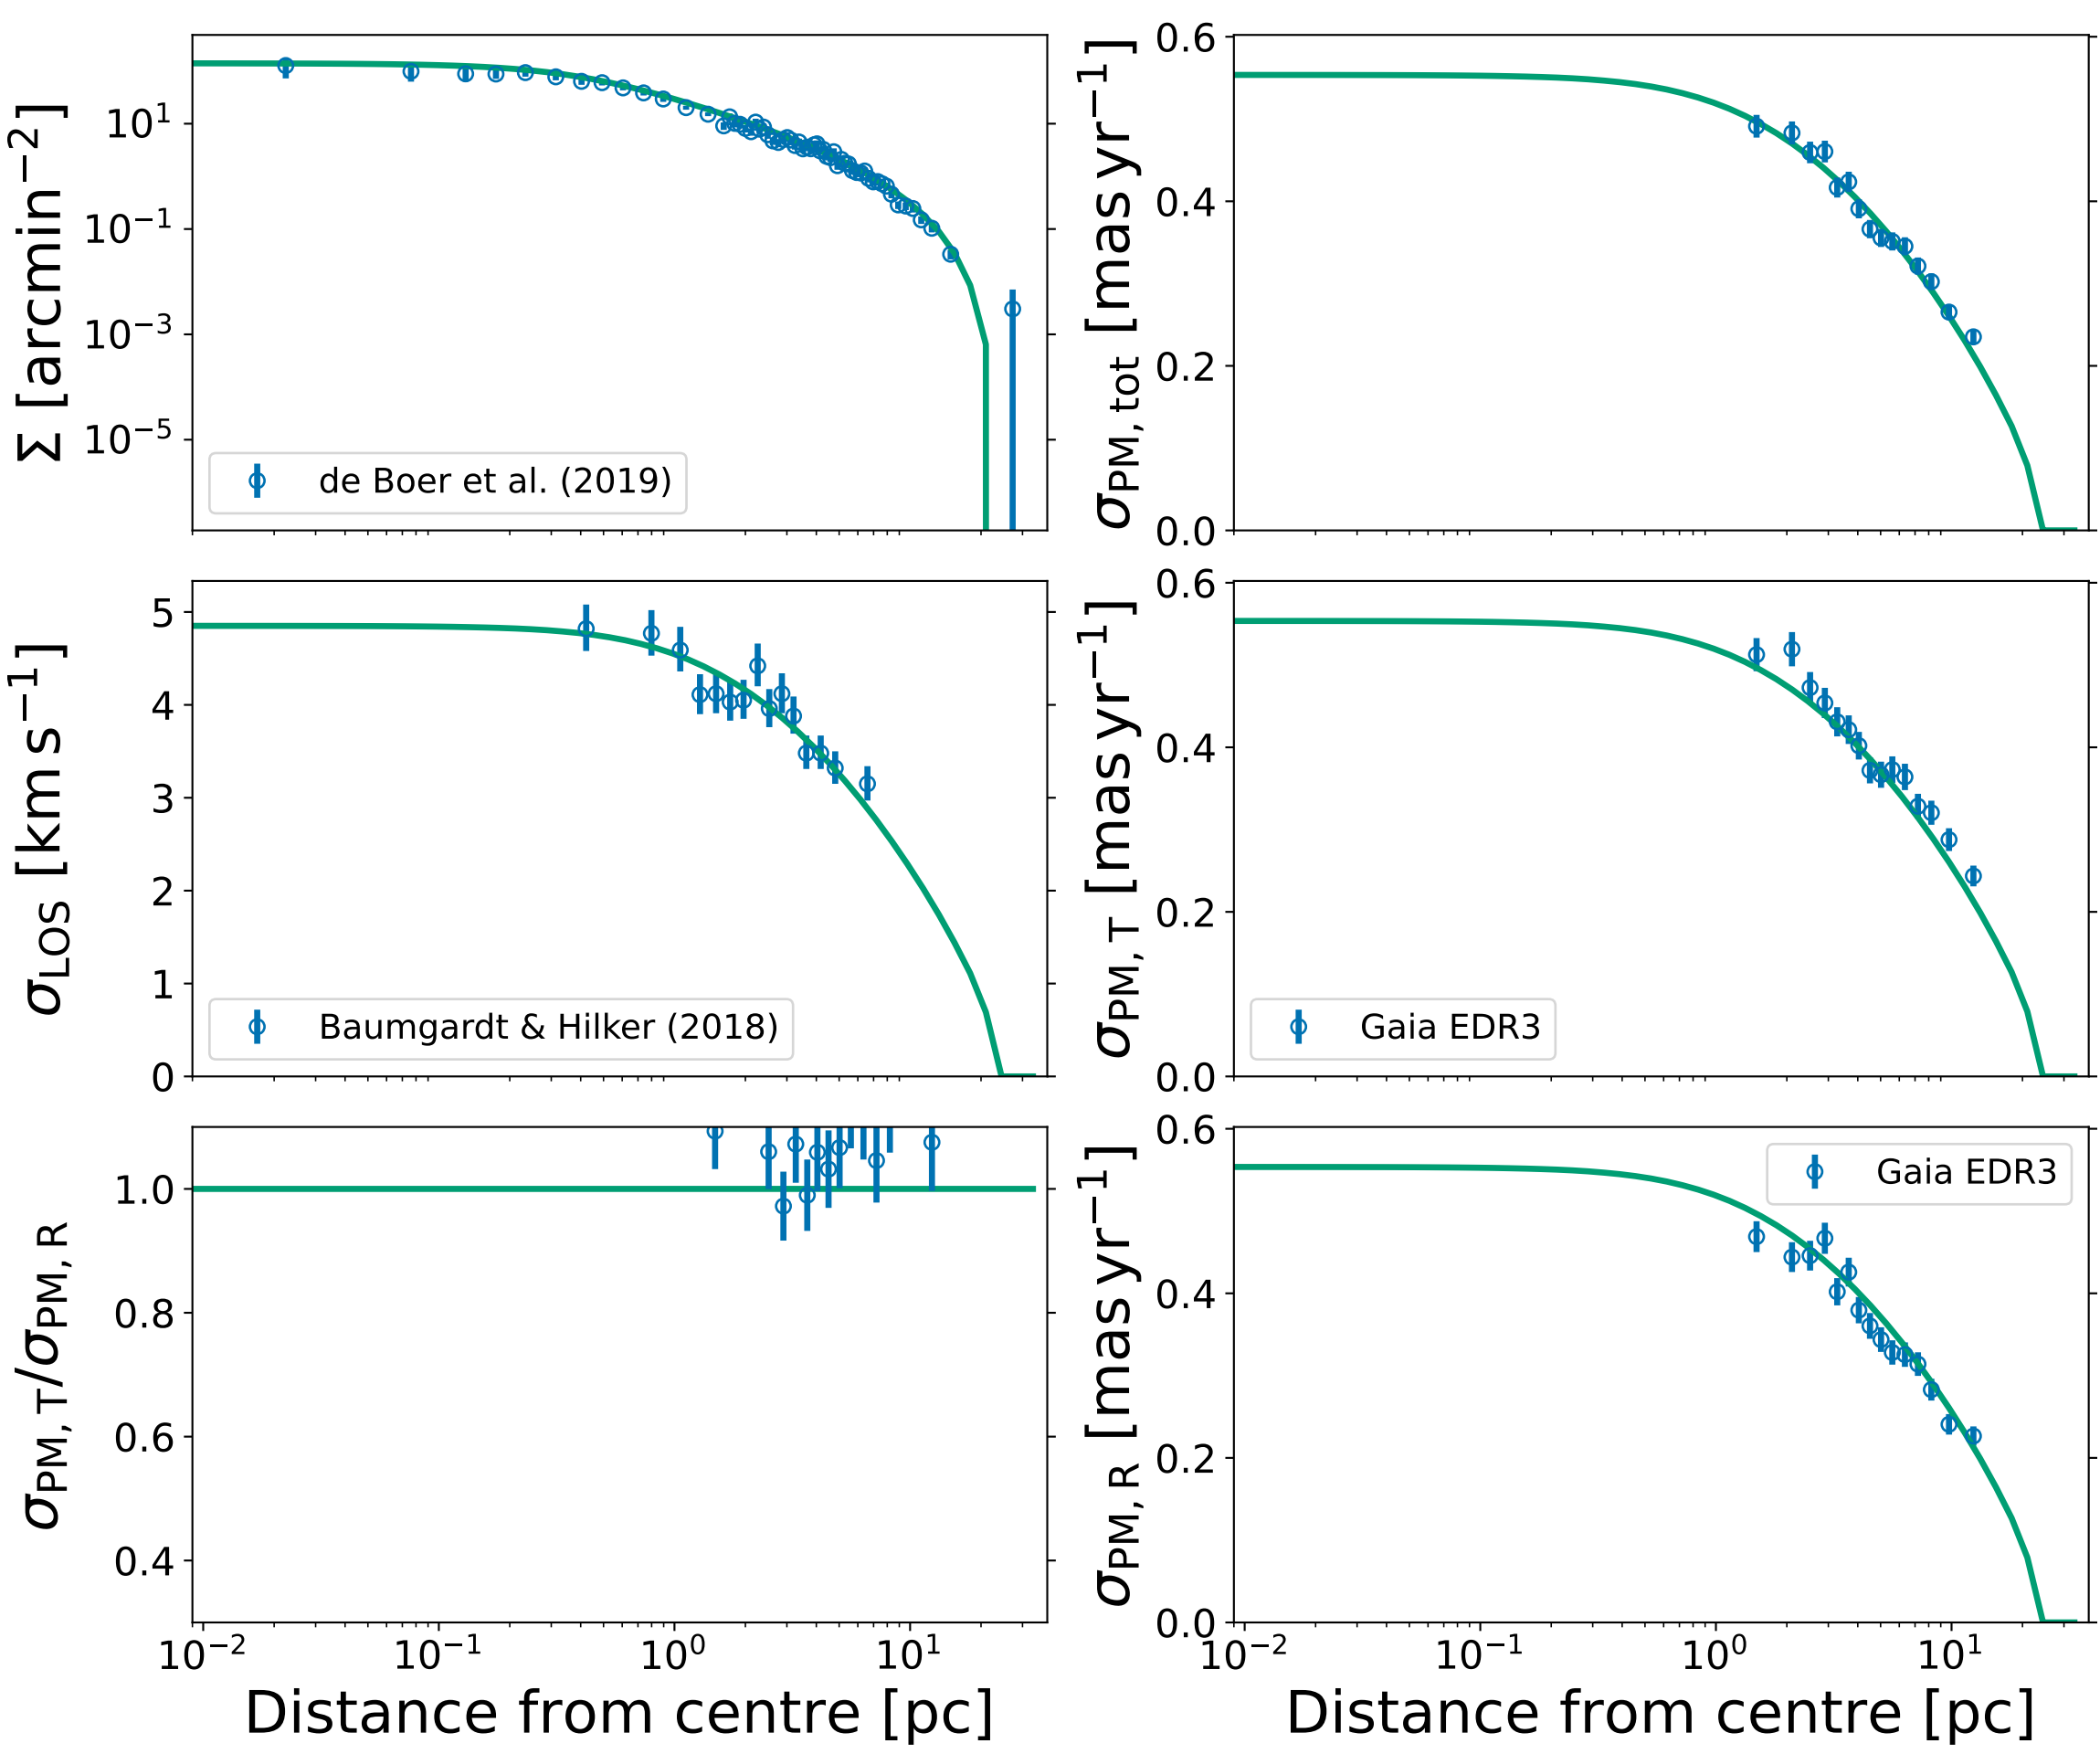 Σ [arcmin⁻²]
10¹
10⁻¹
10⁻³
10⁻⁵
de Boer et al. (2019)
σPM, tot [mas yr⁻¹]
0.6
0.4
0.2
0.0
σLOS [km s⁻¹]
5
4
3
2
1
0
Baumgardt & Hilker (2018)
σPM, T [mas yr⁻¹]
0.6
0.4
0.2
0.0
Gaia EDR3
σPM, T/σPM, R
1.0
0.8
0.6
0.4
10⁻² 10⁻¹ 10⁰ 10¹
Distance from centre [pc]
σPM, R [mas yr⁻¹]
0.6
0.4
0.2
0.0
Gaia EDR3
10⁻² 10⁻¹ 10⁰ 10¹
Distance from centre [pc]